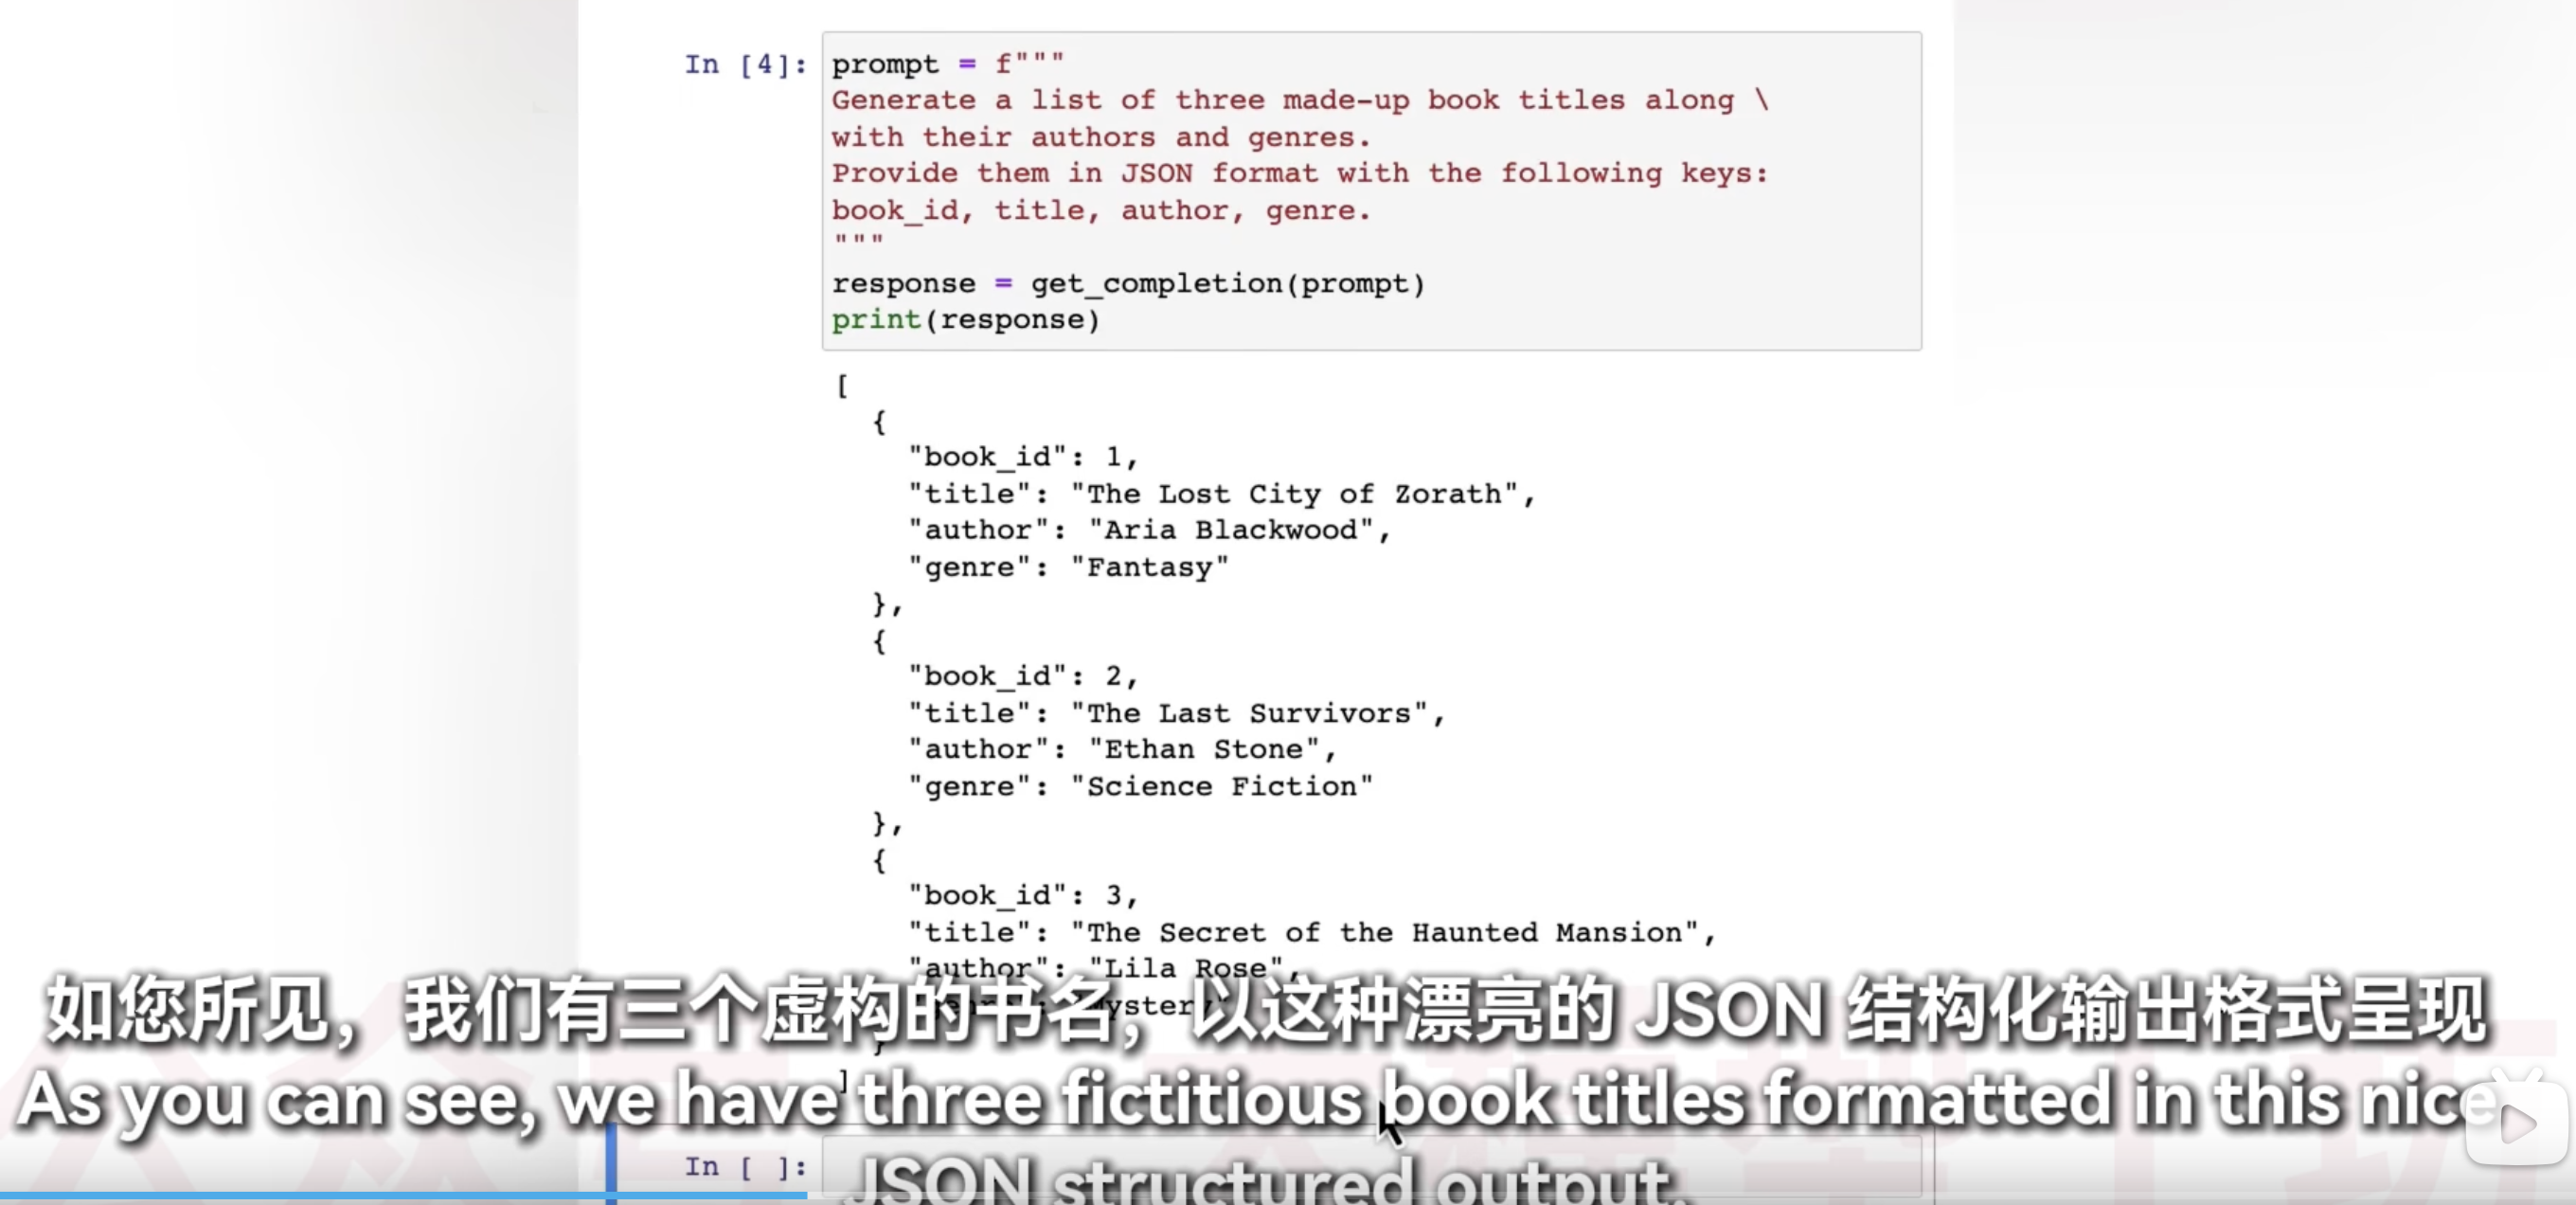 In [4]:
prompt = f"""
Generate a list of three made-up book titles along \
with their authors and genres.
Provide them in JSON format with the following keys:
book_id, title, author, genre.
"""
response = get_completion(prompt)
print(response)
[
{
"book_id": 1,
"title": "The Lost City of Zorath",
"author": "Aria Blackwood",
"genre": "Fantasy"
},
{
"book_id": 2,
"title": "The Last Survivors",
"author": "Ethan Stone",
"genre": "Science Fiction"
},
{
"book_id": 3,
"title": "The Secret of the Haunted Mansion",
"author": "Lila Rose",
"genre": "Mystery"
}
]
如您所见，我们有三个虚构的书名，以这种漂亮的 JSON 结构化输出格式呈现
As you can see, we have three fictitious book titles formatted in this nice
JSON structured output.
In [ ]: